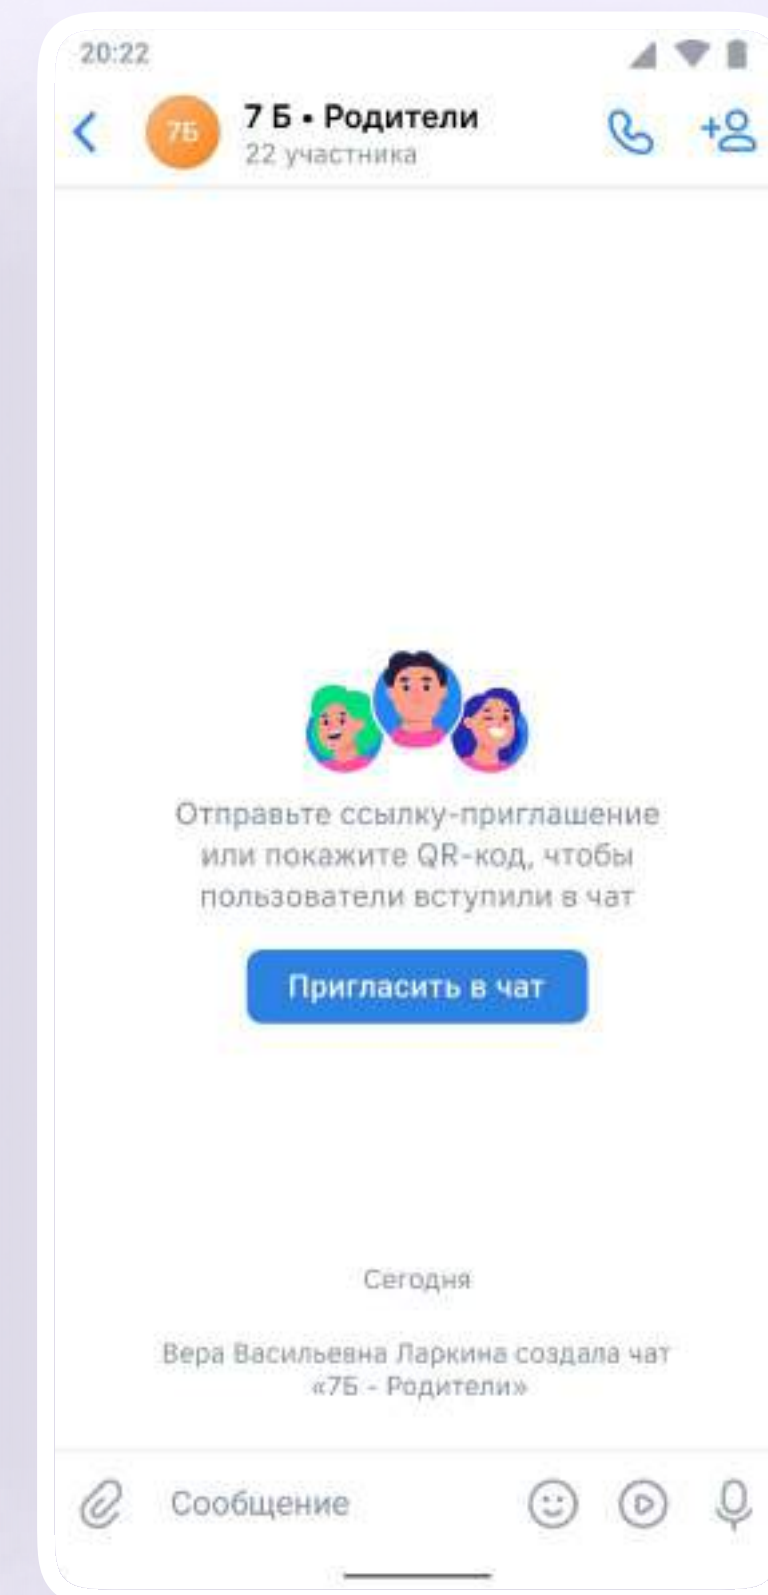 20:22
7Б
7 Б • Родители
22 участника
Отправьте ссылку-приглашение
или покажите QR-код, чтобы
пользователи вступили в чат
Пригласить в чат
Сегодня
Вера Васильевна Ларкина создала чат
«7Б - Родители»
Сообщение